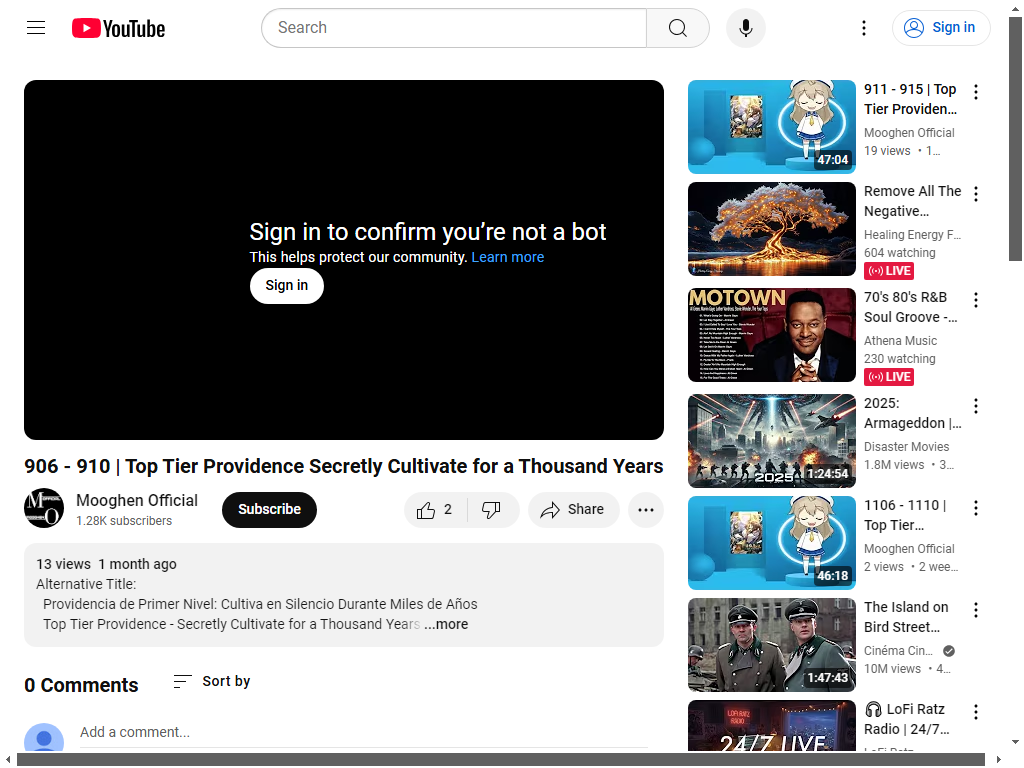 YouTube
Search
Sign in
Sign in to confirm you're not a bot
This helps protect our community. Learn more
Sign in
906 - 910 | Top Tier Providence Secretly Cultivate for a Thousand Years
Mooghen Official
1.28K subscribers
Subscribe
2
Share
13 views 1 month ago
Alternative Title:
Providencia de Primer Nivel: Cultiva en Silencio Durante Miles de Años
Top Tier Providence - Secretly Cultivate for a Thousand Years ...more
0 Comments
Sort by
Add a comment...
47:04
911 - 915 | Top
Tier Providen...
Mooghen Official
19 views • 1...
Remove All The
Negative...
Healing Energy F...
604 watching
LIVE
MOTOWN
70's 80's R&B
Soul Groove -...
Athena Music
230 watching
LIVE
2025
1:24:54
2025:
Armageddon |...
Disaster Movies
1.8M views • 3...
46:18
1106 - 1110 |
Top Tier...
Mooghen Official
2 views • 2 wee...
1:47:43
The Island on
Bird Street...
Cinéma Cin...
10M views • 4...
LOFI RATZ
RADIO
24/7 LIVE
LoFi Ratz
Radio | 24/7...
LoFi Ratz